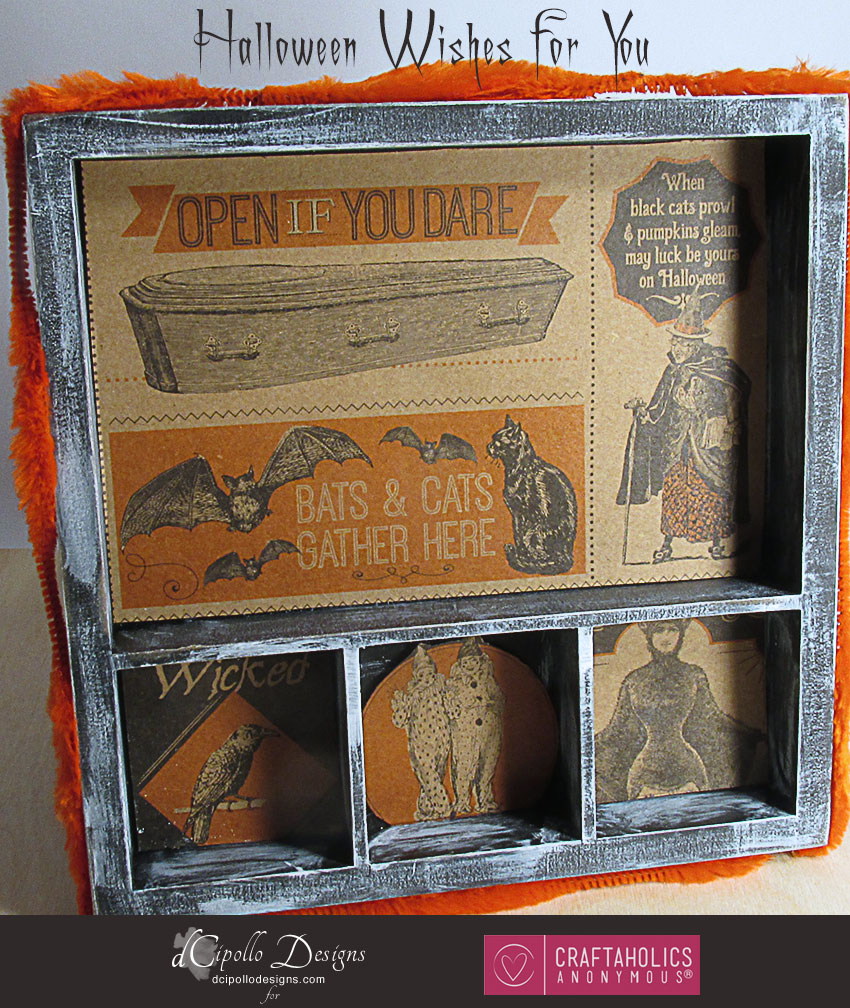 Halloween Wishes For You
OPEN IF YOU DARE
When
black cats prowl
& pumpkins gleam,
may luck be yours
on Halloween
BATS & CATS
GATHER HERE
Wicked
dCipollo Designs
dcipollodesigns.com
for
CRAFTAHOLICS
ANONYMOUS®